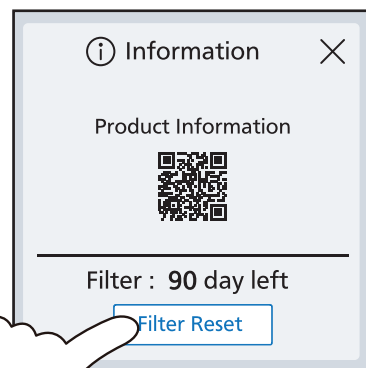 Information
Product Information
Filter : 90 day left
Filter Reset